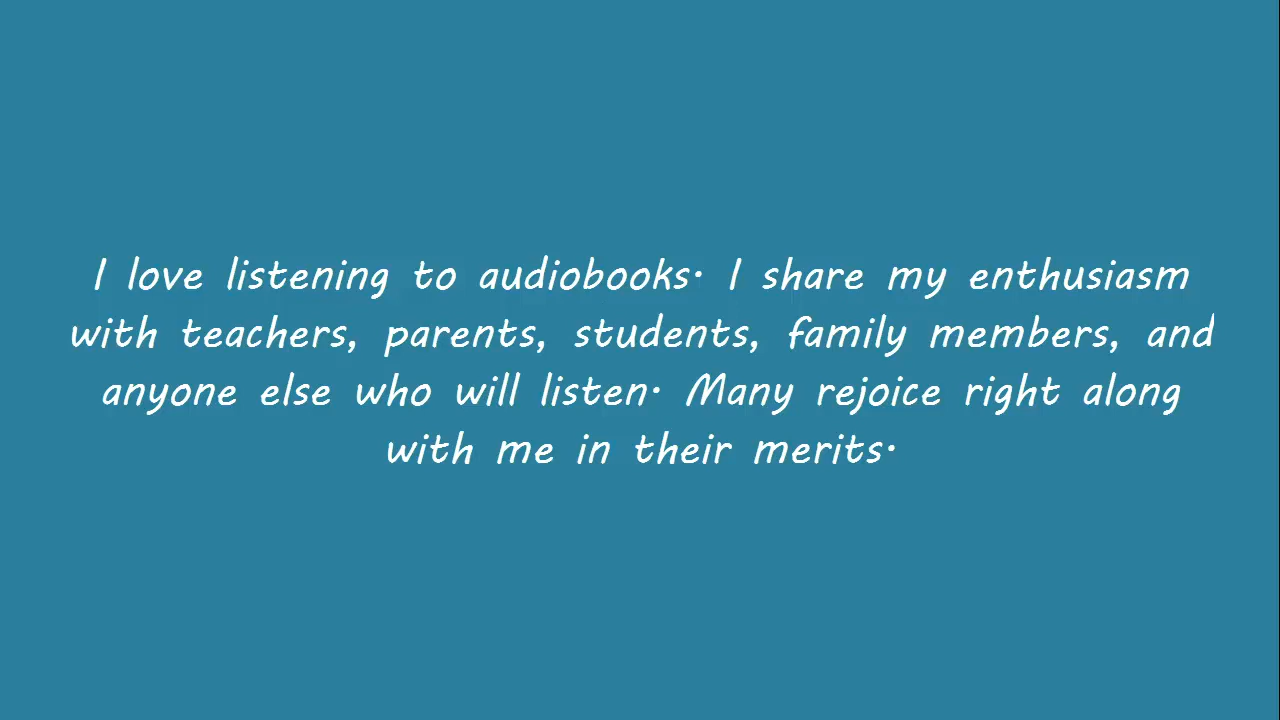 I love listening to audiobooks. I share my enthusiasm
with teachers, parents, students, family members, and
anyone else who will listen. Many rejoice right along
with me in their merits.